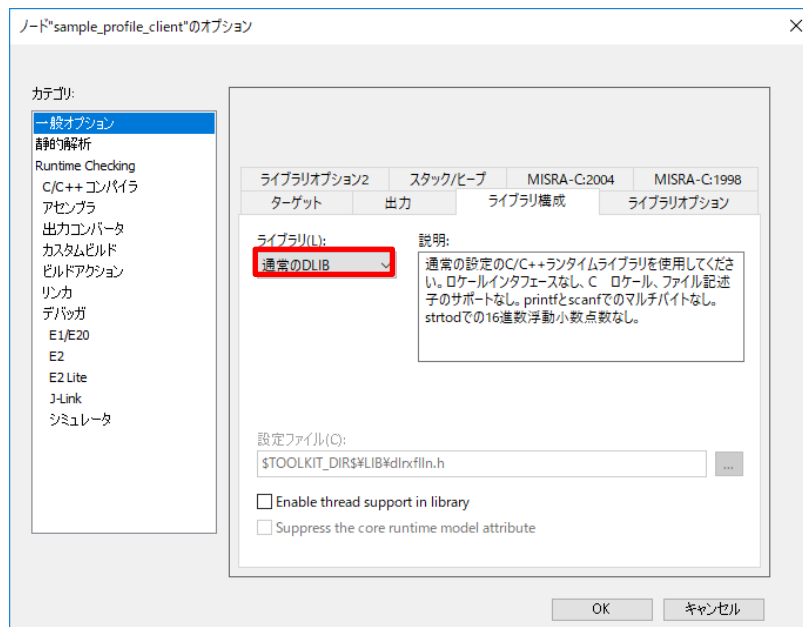 ノード"sample_profile_client"のオプション
カテゴリ:
一般オプション
静的解析
Runtime Checking
C/C++ コンパイラ
アセンブラ
出力コンバータ
カスタムビルド
ビルドアクション
リンカ
デバッガ
E1/E20
E2
E2 Lite
J-Link
シミュレータ
ライブラリオプション2 スタック/ヒープ MISRA-C:2004 MISRA-C:1998
ターゲット 出力 ライブラリ構成 ライブラリオプション
ライブラリ(L):
通常のDLIB
説明:
通常の設定のC/C++ランタイムライブラリを使用してくださ
い。ロケールインタフェースなし、C ロケール、ファイル記述
子のサポートなし。printfとscanfでのマルチバイトなし。
strtodでの16進数浮動小数点数なし。
設定ファイル(C):
$TOOLKIT_DIR$¥LIB¥dlrxflln.h
...
Enable thread support in library
Suppress the core runtime model attribute
OK キャンセル